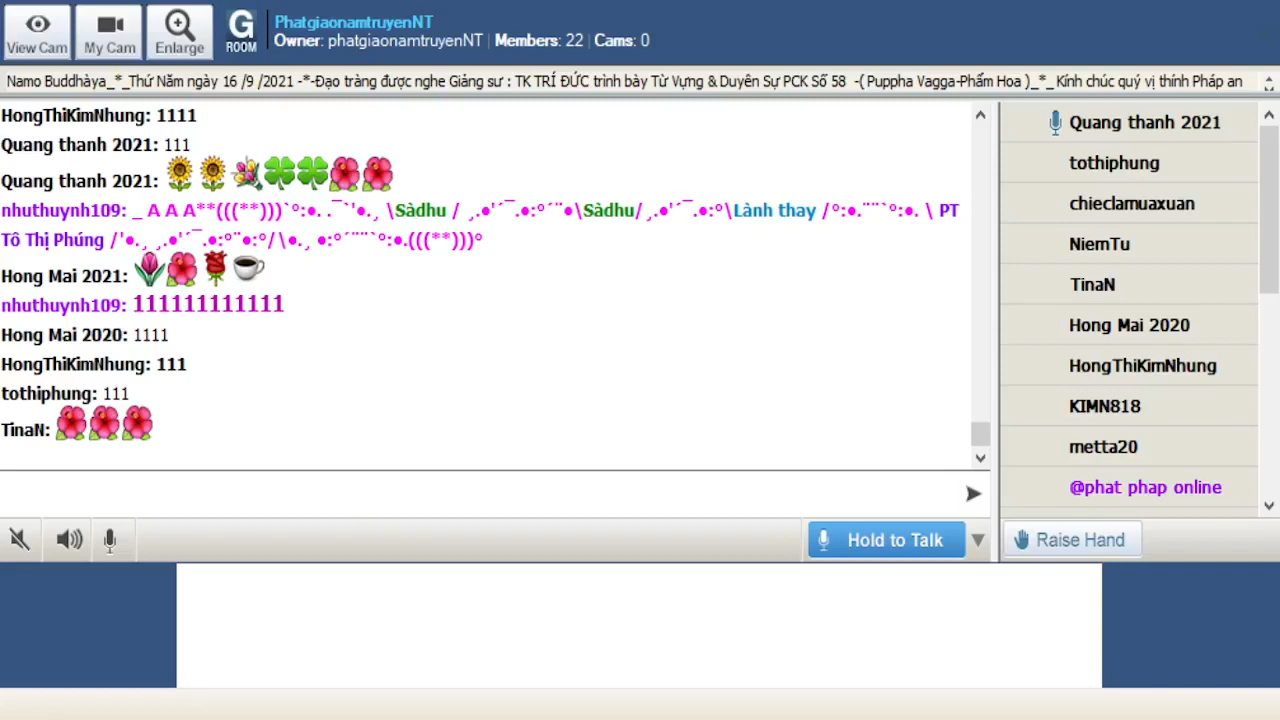 PhatgiaonamtruyenNT
View Cam
My Cam
Enlarge
G
ROOM
Owner: phatgiaonamtruyenNT | Members: 22 | Cams: 0
Namo Buddhàya_*_Thứ Năm ngày 16 /9 /2021 -*-Đạo tràng được nghe Giảng sư : TK TRÍ ĐỨC trình bày Từ Vựng & Duyên Sự PCK Số 58 -( Puppha Vagga-Phẩm Hoa )_*_ Kính chúc quý vị thính Pháp an
HongThiKimNhung: 1111
Quang thanh 2021: 111
Quang thanh 2021:
nhuthuynh109: _ A A A**(((**)))`°:•. .¯`'•.¸ \Sàdhu / ¸.•'´¯.•:°´¨•\Sàdhu/¸.•'´¯.•:°\Lành thay /°:•.¨¨`°:•. \ PT
Tô Thị Phúng /'•.¸ ¸.•'´¯.•:°¨•:°/\•.¸ •:°´¨¨`°:•.(((**)))°
Hong Mai 2021:
nhuthuynh109: 111111111111
Hong Mai 2020: 1111
HongThiKimNhung: 111
tothiphung: 111
TinaN:
Quang thanh 2021
tothiphung
chieclamuaxuan
NiemTu
TinaN
Hong Mai 2020
HongThiKimNhung
KIMN818
metta20
@phat phap online
Hold to Talk
Raise Hand